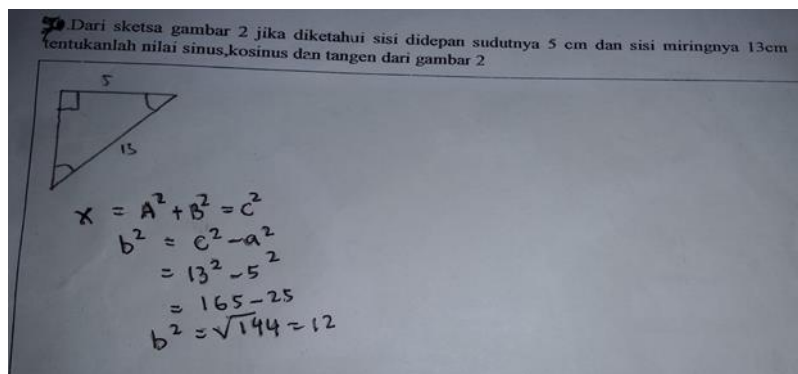 .Dari sketsa gambar 2 jika diketahui sisi didepan sudutnya 5 cm dan sisi miringnya 13cm
tentukanlah nilai sinus,kosinus dan tangen dari gambar 2
5
13
x = A² + B² = C²
b² = c² - a²
= 13² - 5²
= 165 - 25
b² = √144 = 12